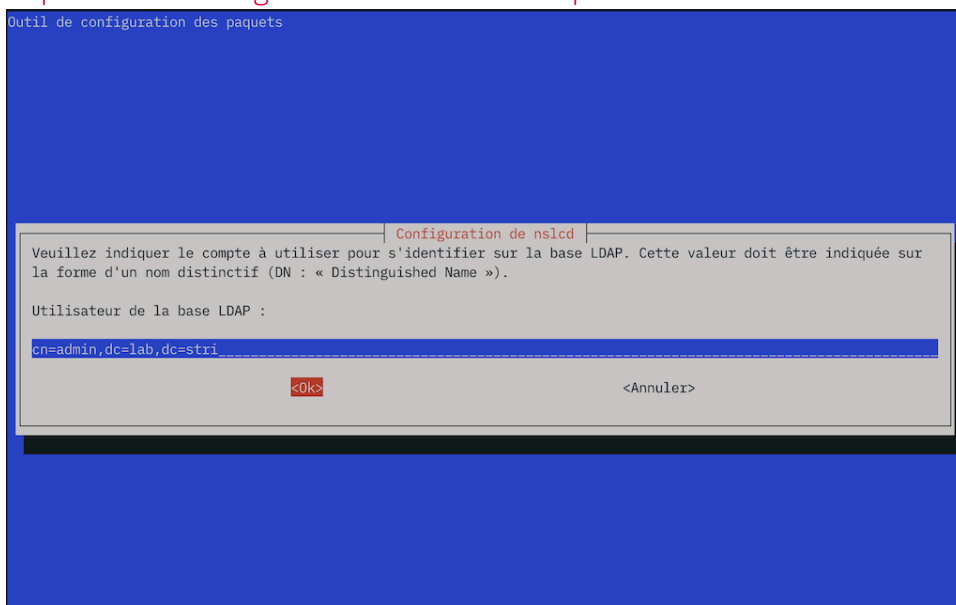 Outil de configuration des paquets
Configuration de nslcd
Veuillez indiquer le compte à utiliser pour s'identifier sur la base LDAP. Cette valeur doit être indiquée sur
la forme d'un nom distinctif (DN : « Distinguished Name »).
Utilisateur de la base LDAP :
cn=admin,dc=lab,dc=stri
<Ok> <Annuler>